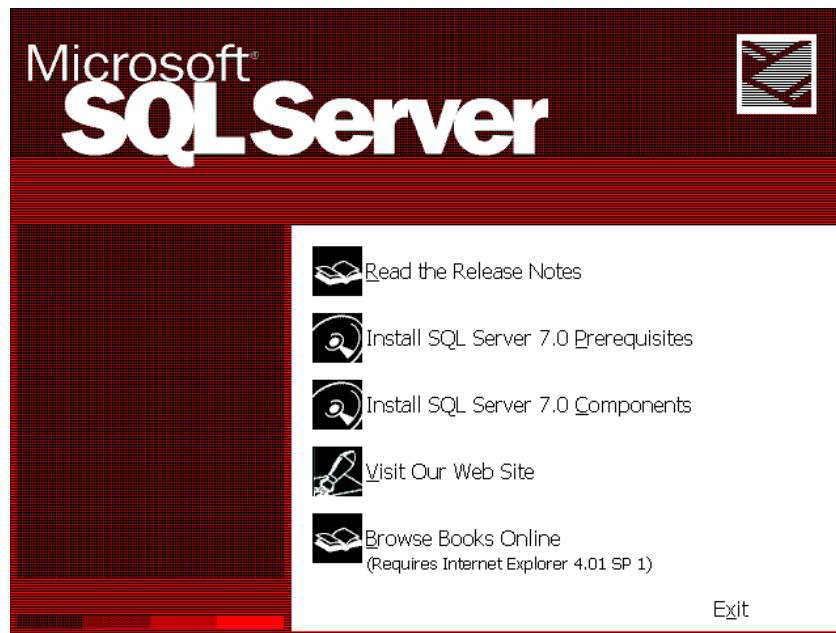 Microsoft®
SQL Server
Read the Release Notes
Install SQL Server 7.0 Prerequisites
Install SQL Server 7.0 Components
Visit Our Web Site
Browse Books Online
(Requires Internet Explorer 4.01 SP 1)
Exit